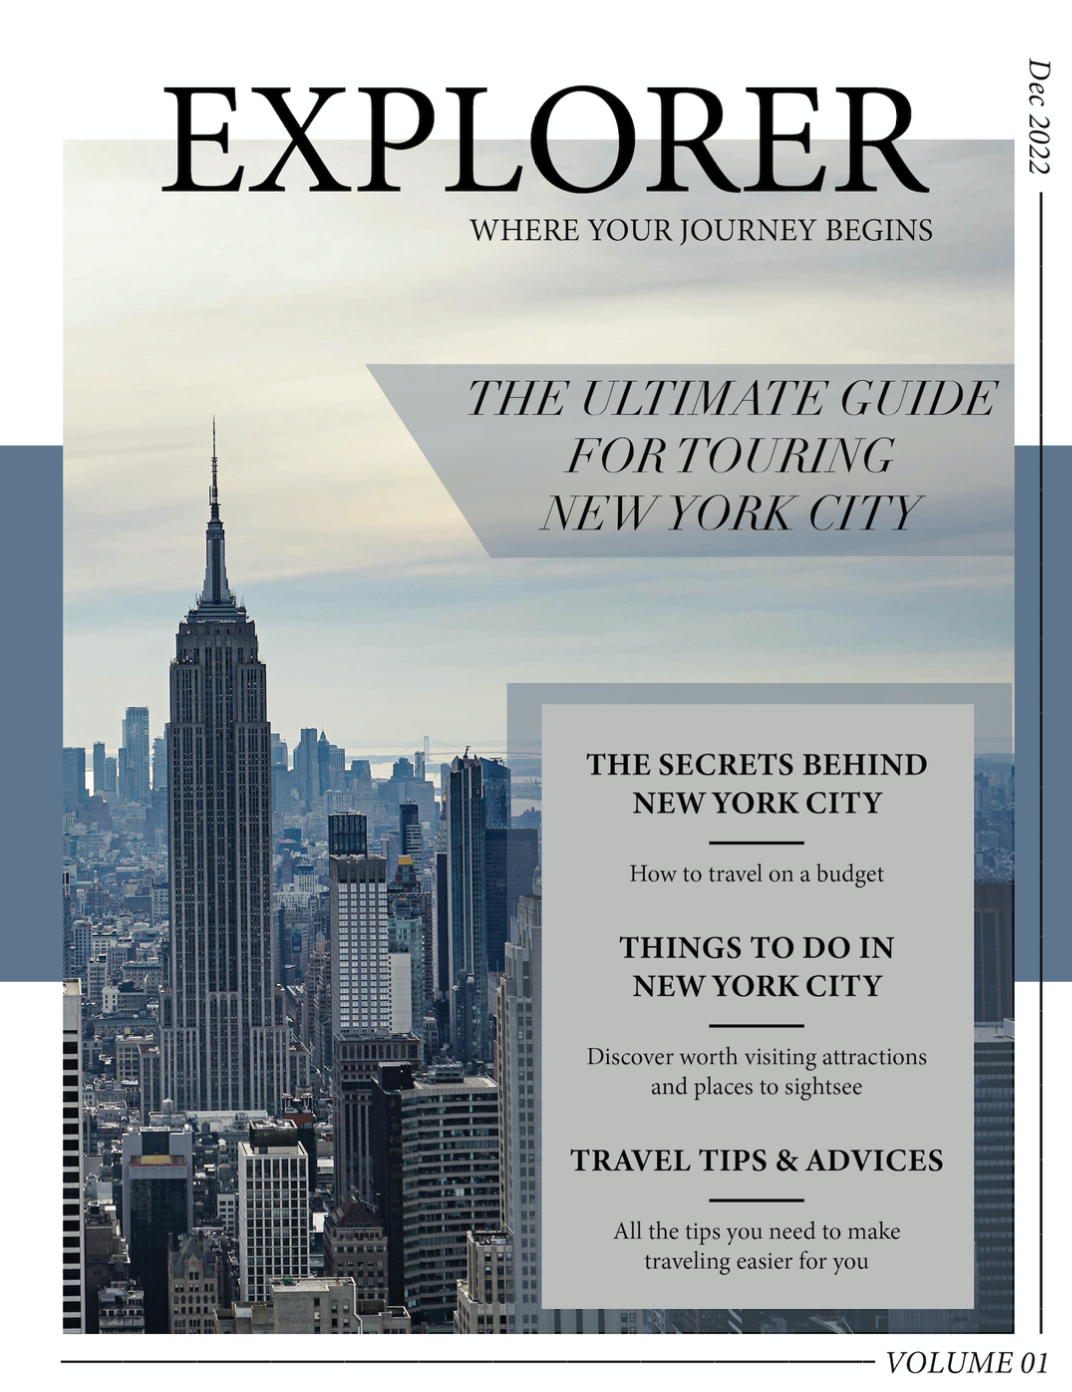 EXPLORER
WHERE YOUR JOURNEY BEGINS
Dec 2022
THE ULTIMATE GUIDE
FOR TOURING
NEW YORK CITY
THE SECRETS BEHIND
NEW YORK CITY
How to travel on a budget
THINGS TO DO IN
NEW YORK CITY
Discover worth visiting attractions
and places to sightsee
TRAVEL TIPS & ADVICES
All the tips you need to make
traveling easier for you
VOLUME 01